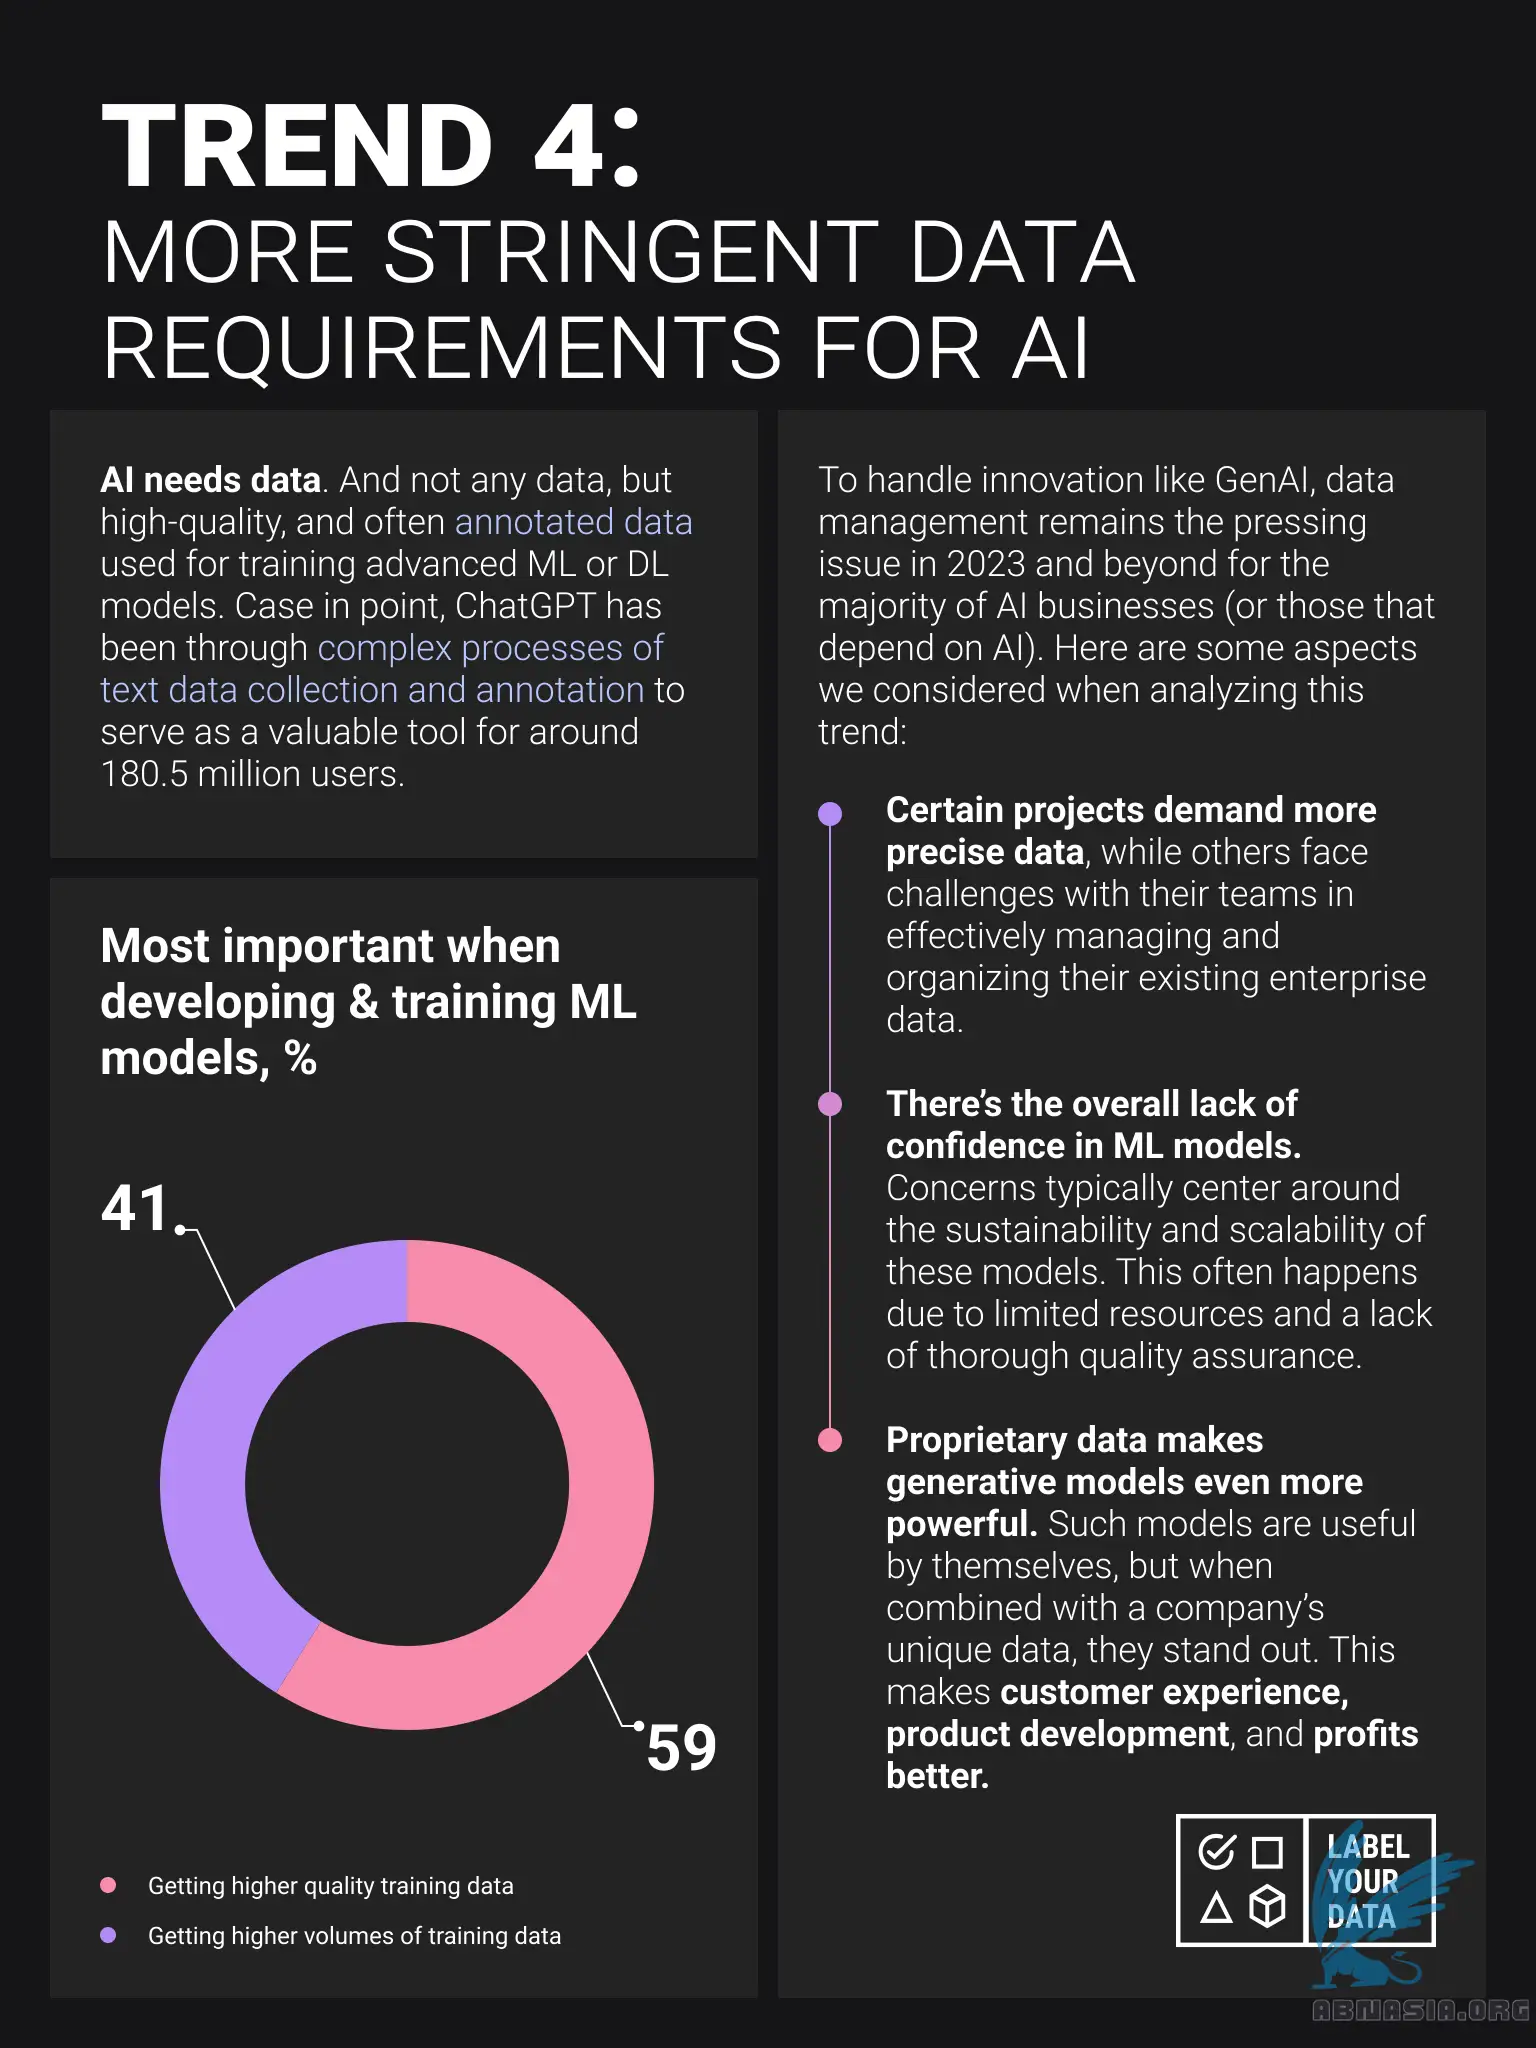 TREND 4:
MORE STRINGENT DATA
REQUIREMENTS FOR AI
AI needs data. And not any data, but
high-quality, and often annotated data
used for training advanced ML or DL
models. Case in point, ChatGPT has
been through complex processes of
text data collection and annotation to
serve as a valuable tool for around
180.5 million users.
Most important when
developing & training ML
models, %
41
59
Getting higher quality training data
Getting higher volumes of training data
To handle innovation like GenAI, data
management remains the pressing
issue in 2023 and beyond for the
majority of AI businesses (or those that
depend on AI). Here are some aspects
we considered when analyzing this
trend:
Certain projects demand more
precise data, while others face
challenges with their teams in
effectively managing and
organizing their existing enterprise
data.
There’s the overall lack of
confidence in ML models.
Concerns typically center around
the sustainability and scalability of
these models. This often happens
due to limited resources and a lack
of thorough quality assurance.
Proprietary data makes
generative models even more
powerful. Such models are useful
by themselves, but when
combined with a company’s
unique data, they stand out. This
makes customer experience,
product development, and profits
better.
LABEL
YOUR
DATA
ABMASIA.ORG